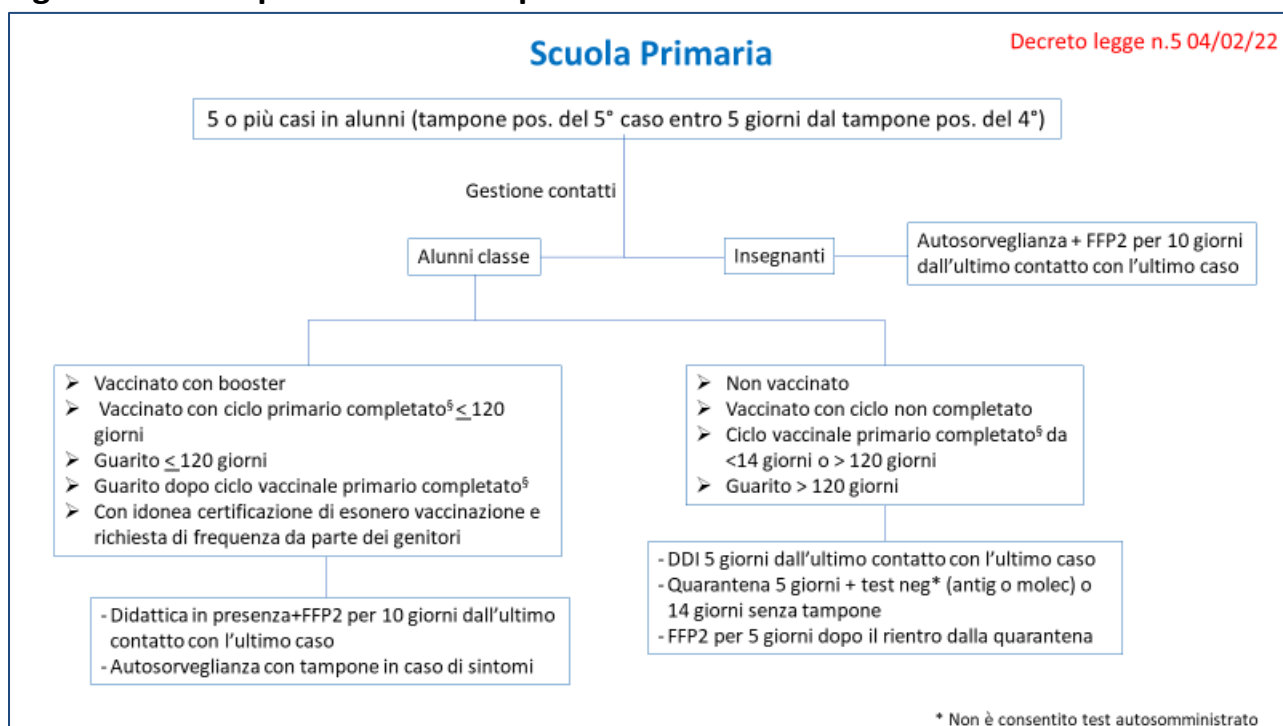 Scuola Primaria
Decreto legge n.5 04/02/22
5 o più casi in alunni (tampone pos. del 5° caso entro 5 giorni dal tampone pos. del 4°)
Gestione contatti
Alunni classe
Insegnanti
Autosorveglianza + FFP2 per 10 giorni
dall’ultimo contatto con l’ultimo caso
➢ Vaccinato con booster
➢ Vaccinato con ciclo primario completato§ ≤ 120
giorni
➢ Guarito ≤ 120 giorni
➢ Guarito dopo ciclo vaccinale primario completato§
➢ Con idonea certificazione di esonero vaccinazione e
richiesta di frequenza da parte dei genitori
➢ Non vaccinato
➢ Vaccinato con ciclo non completato
➢ Ciclo vaccinale primario completato§ da
<14 giorni o > 120 giorni
➢ Guarito > 120 giorni
- Didattica in presenza+FFP2 per 10 giorni dall’ultimo
contatto con l’ultimo caso
- Autosorveglianza con tampone in caso di sintomi
- DDI 5 giorni dall’ultimo contatto con l’ultimo caso
- Quarantena 5 giorni + test neg* (antig o molec) o
14 giorni senza tampone
- FFP2 per 5 giorni dopo il rientro dalla quarantena
* Non è consentito test autosomministrato